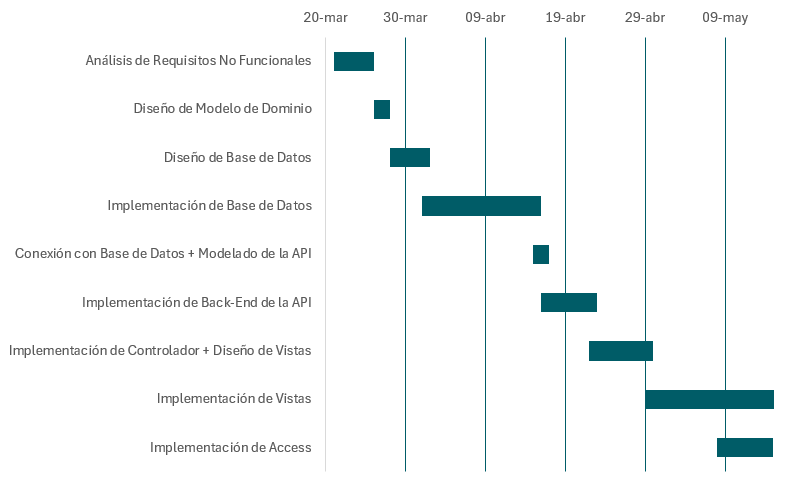 20-mar 30-mar 09-abr 19-abr 29-abr 09-may
Análisis de Requisitos No Funcionales
Diseño de Modelo de Dominio
Diseño de Base de Datos
Implementación de Base de Datos
Conexión con Base de Datos + Modelado de la API
Implementación de Back-End de la API
Implementación de Controlador + Diseño de Vistas
Implementación de Vistas
Implementación de Access